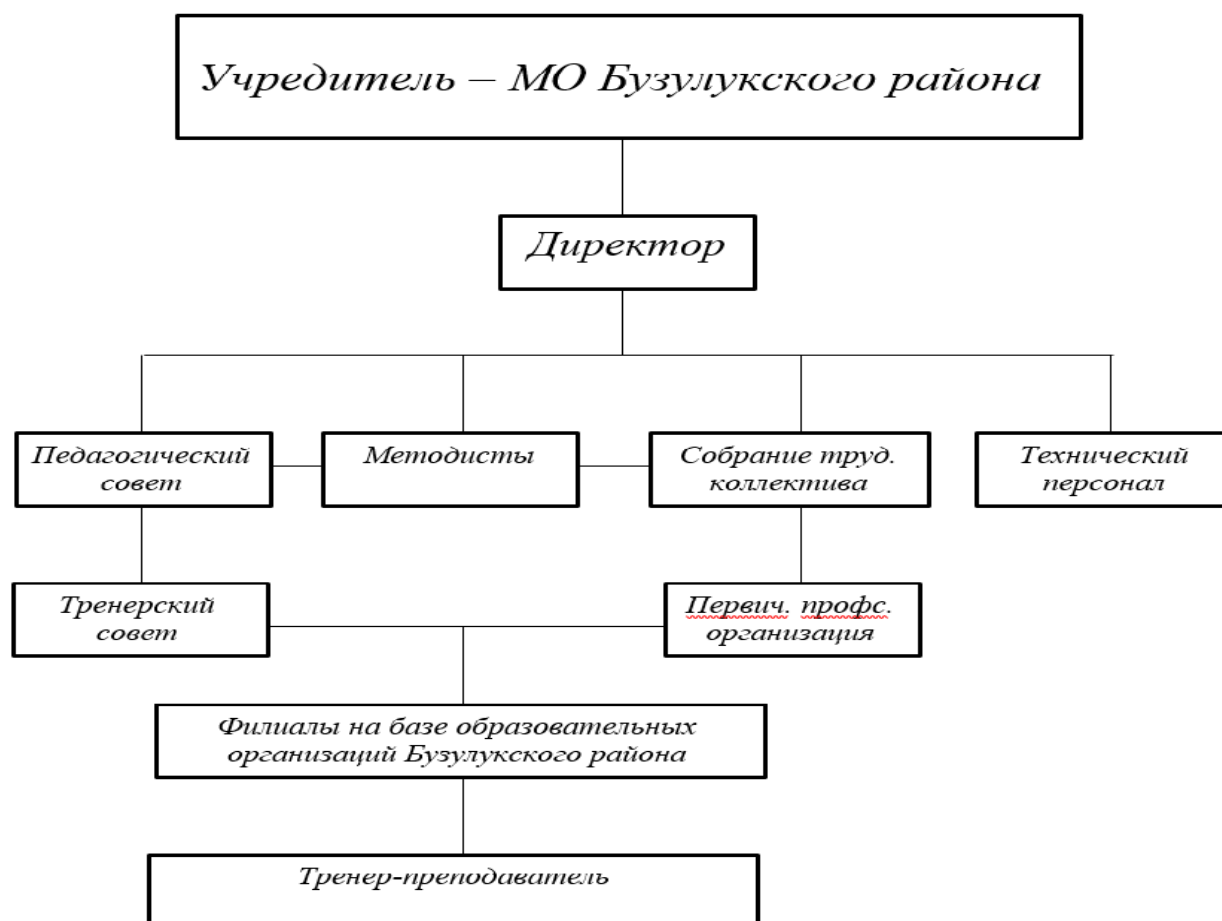 Учредитель – МО Бузулукского района
Директор
Педагогический
совет
Методисты
Собрание труд.
коллектива
Технический
персонал
Тренерский
совет
Первич. профс.
организация
Филиалы на базе образовательных
организаций Бузулукского района
Тренер-преподаватель